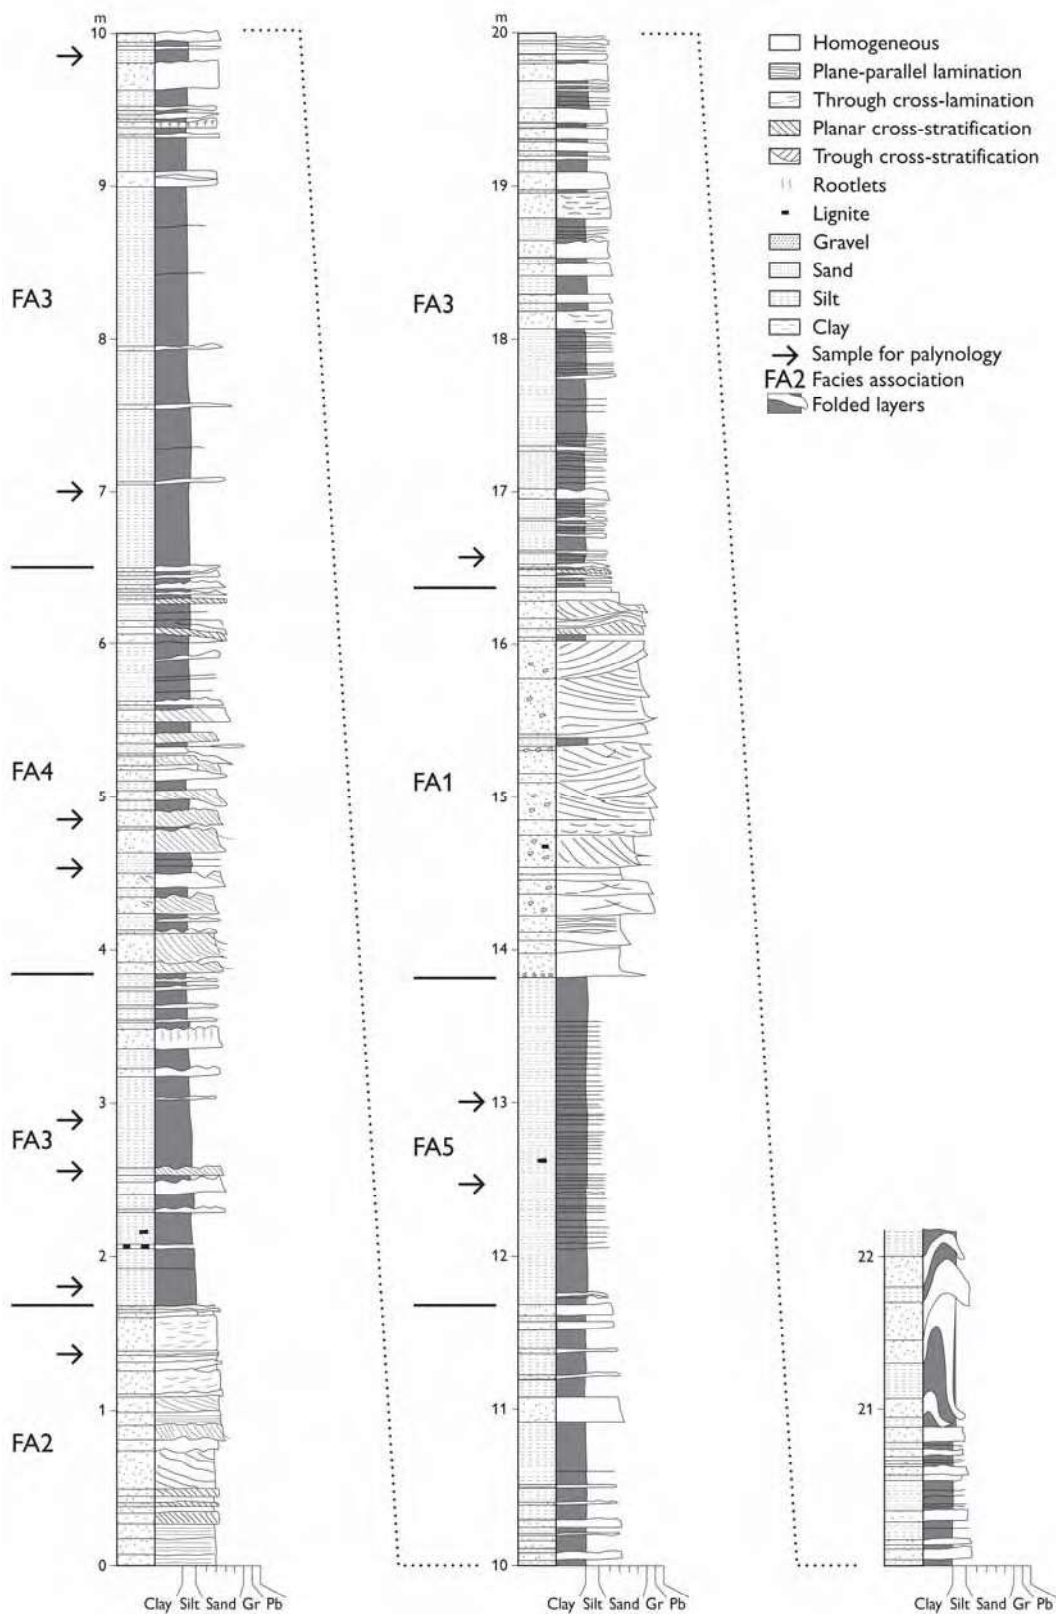 m
10
9
FA3
8
7
6
FA4
5
4
3
FA3
2
1
FA2
0
Clay Silt Sand Gr Pb
20
19
FA3
18
17
16
FA1
15
14
13
FA5
12
11
10
Clay Silt Sand Gr Pb
Homogeneous
Plane-parallel lamination
Through cross-lamination
Planar cross-stratification
Trough cross-stratification
Rootlets
Lignite
Gravel
Sand
Silt
Clay
Sample for palynology
FA2 Facies association
Folded layers
22
21
Clay Silt Sand Gr Pb
m